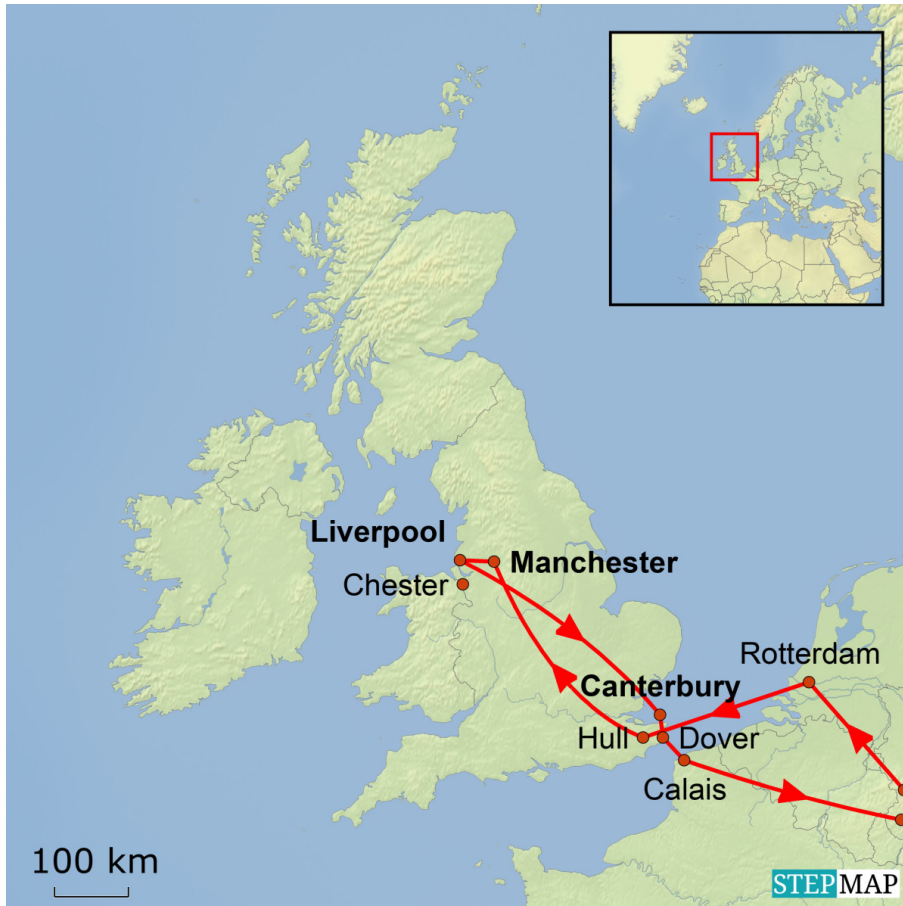 Liverpool
Manchester
Chester
Rotterdam
Canterbury
Hull
Dover
Calais
100 km
STEPMAP